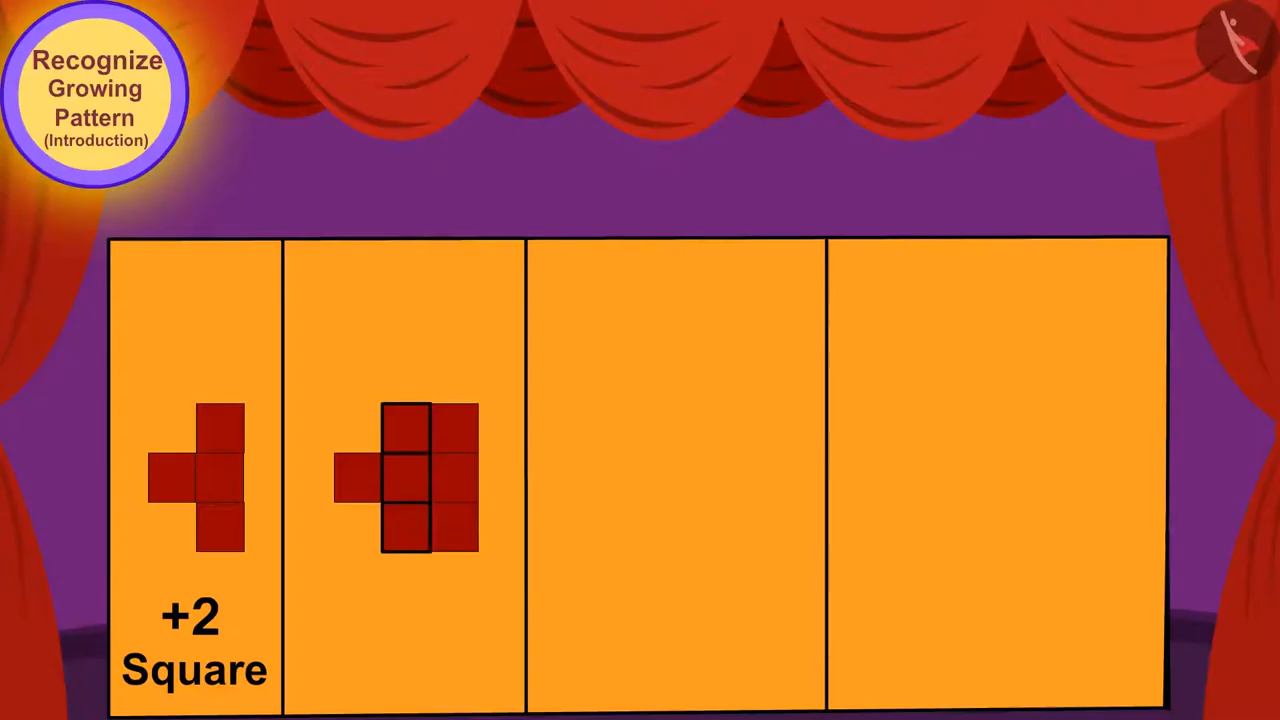 Recognize
Growing
Pattern
(Introduction)
+2
Square